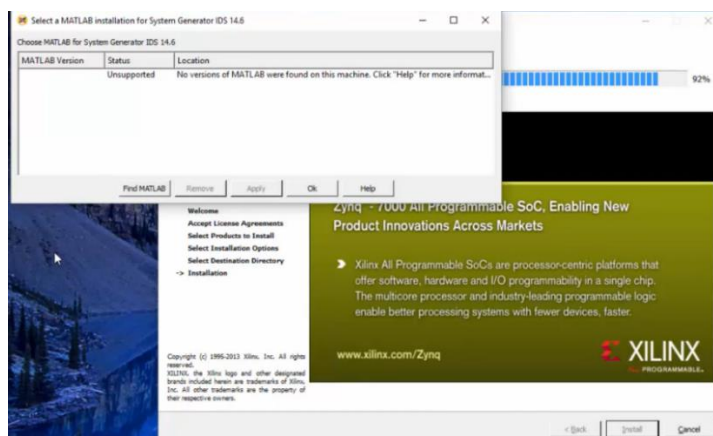 Select a MATLAB installation for System Generator IDS 14.6
Choose MATLAB for System Generator IDS 14.6
MATLAB Version Status Location
Unsupported No versions of MATLAB were found on this machine. Click "Help" for more informat...
Find MATLAB Remove Apply Ok Help
92%
Welcome
Accept License Agreements
Select Products to Install
Select Installation Options
Select Destination Directory
-> Installation
Copyright (c) 1995-2013 Xilinx, Inc. All rights
reserved.
XILINX, the Xilinx logo and other designated
brands included herein are trademarks of Xilinx,
Inc. All other trademarks are the property of
their respective owners.
Zynq - 7000 All Programmable SoC, Enabling New
Product Innovations Across Markets
Xilinx All Programmable SoCs are processor-centric platforms that
offer software, hardware and I/O programmability in a single chip.
The multicore processor and industry-leading programmable logic
enable better processing systems with fewer devices, faster.
www.xilinx.com/Zynq
XILINX
PROGRAMMABLE.
< Back Install Cancel